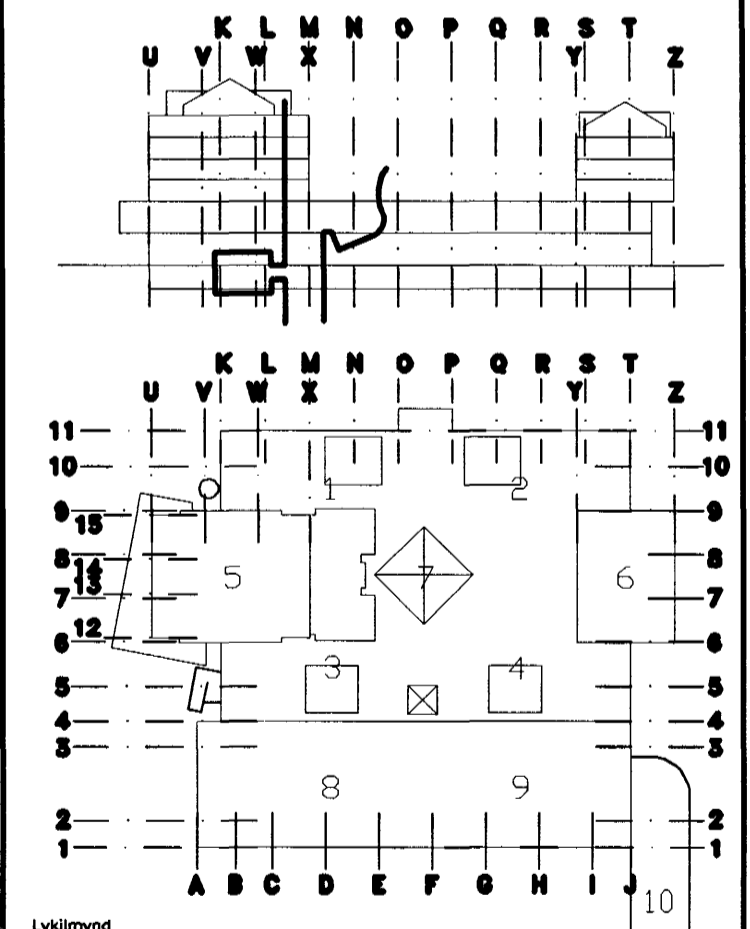 K L M N O P Q R S T
U V W X Y Z
K L M N O P Q R S T
U V W X Y Z
11 11
10 1 2 10
9 9
15
8 8
14
5 7 6
13
7 7
12
6 6
3 4
5 5
4 4
3 3
8 9
2 2
1 1
A B C D E F G H I J
10
Lykilmynd